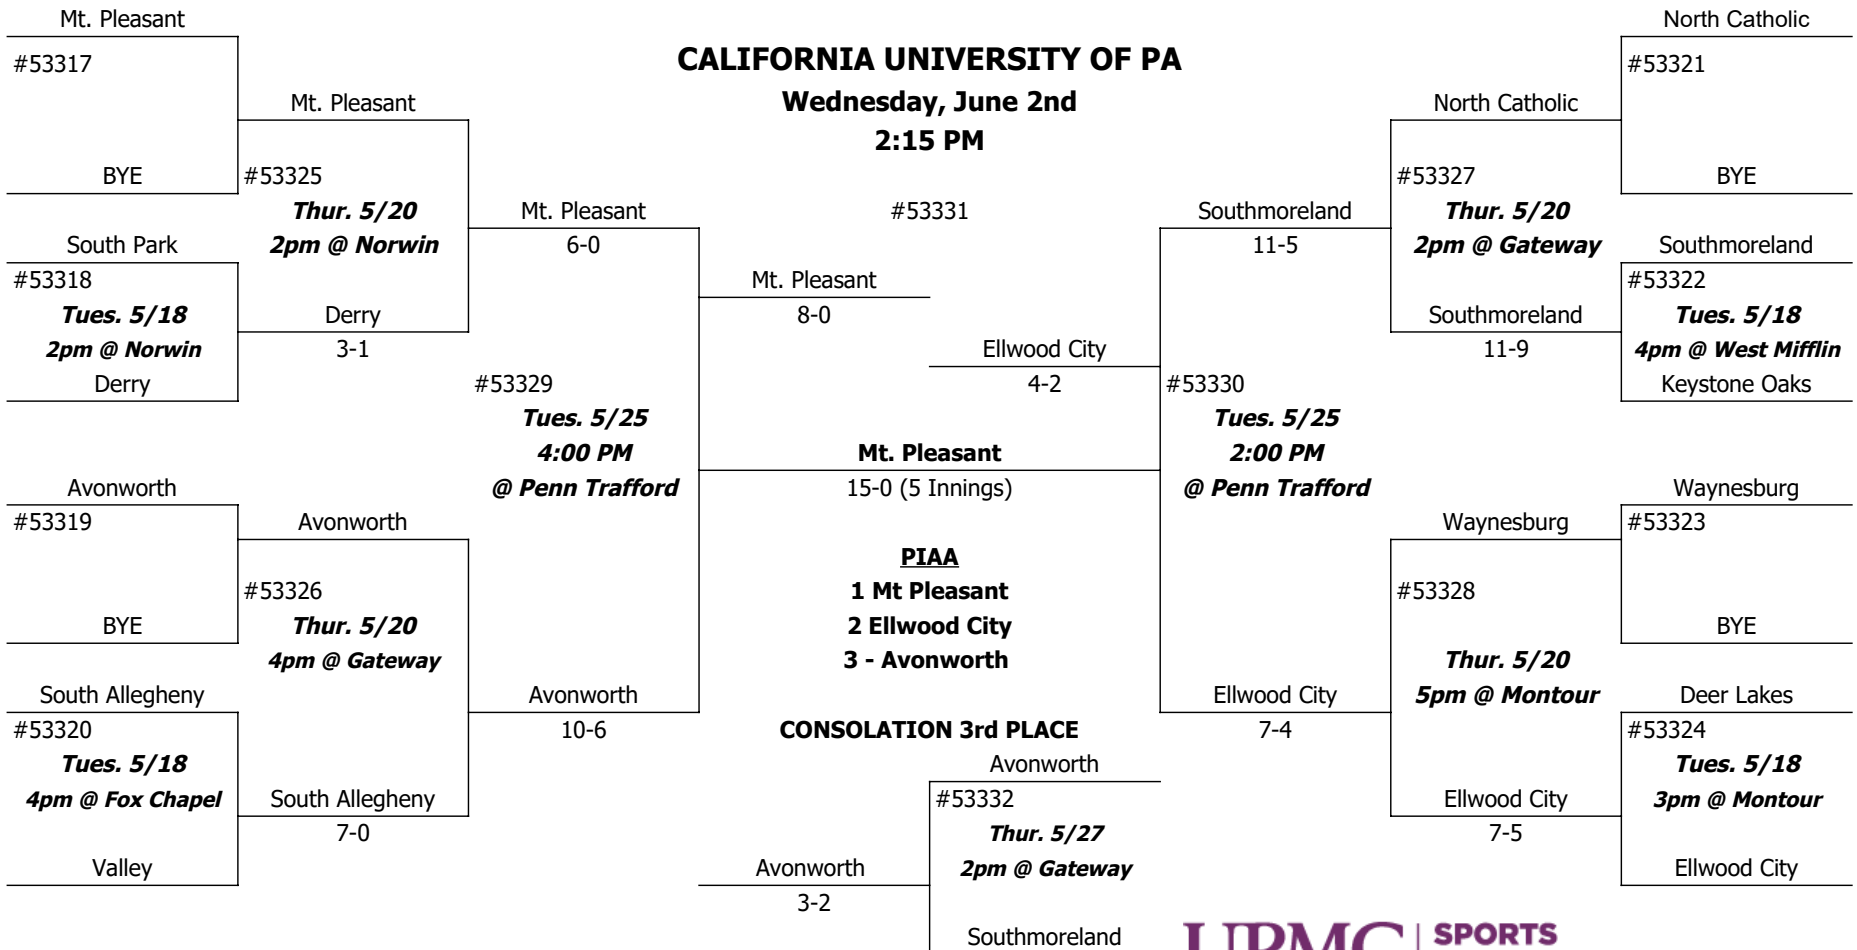 Mt. Pleasant
#53317
BYE
South Park
#53318
Tues. 5/18
2pm @ Norwin
Derry
Avonworth
#53319
BYE
South Allegheny
#53320
Tues. 5/18
4pm @ Fox Chapel
Valley
Mt. Pleasant
#53325
Thur. 5/20
2pm @ Norwin
Derry
3-1
Avonworth
#53326
Thur. 5/20
4pm @ Gateway
South Allegheny
7-0
Mt. Pleasant
6-0
#53329
Tues. 5/25
4:00 PM
@ Penn Trafford
Avonworth
10-6
CALIFORNIA UNIVERSITY OF PA
Wednesday, June 2nd
2:15 PM
#53331
Mt. Pleasant
8-0
Ellwood City
4-2
Mt. Pleasant
15-0 (5 Innings)
PIAA
1 Mt Pleasant
2 Ellwood City
3 - Avonworth
CONSOLATION 3rd PLACE
Avonworth
#53332
Thur. 5/27
2pm @ Gateway
Avonworth
3-2
Southmoreland
Southmoreland
11-5
#53330
Tues. 5/25
2:00 PM
@ Penn Trafford
Ellwood City
7-4
North Catholic
#53327
Thur. 5/20
2pm @ Gateway
Southmoreland
11-9
Waynesburg
#53328
Thur. 5/20
5pm @ Montour
Ellwood City
7-5
North Catholic
#53321
BYE
Southmoreland
#53322
Tues. 5/18
4pm @ West Mifflin
Keystone Oaks
Waynesburg
#53323
BYE
Deer Lakes
#53324
Tues. 5/18
3pm @ Montour
Ellwood City
UPMC SPORTS